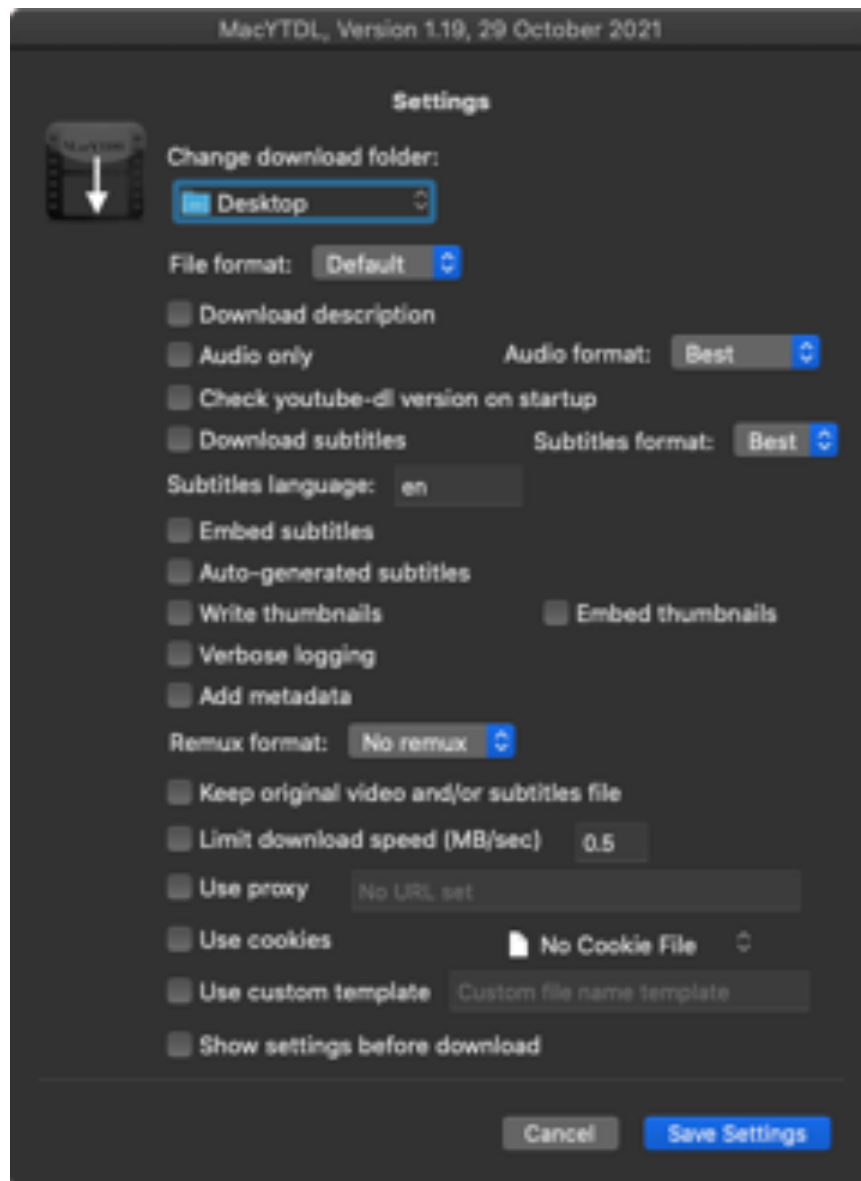 MacYTDL, Version 1.19, 29 October 2021
Settings
MacYTDL
Change download folder:
Desktop
File format: Default
Download description
Audio only Audio format: Best
Check youtube-dl version on startup
Download subtitles Subtitles format: Best
Subtitles language: en
Embed subtitles
Auto-generated subtitles
Write thumbnails Embed thumbnails
Verbose logging
Add metadata
Remux format: No remux
Keep original video and/or subtitles file
Limit download speed (MB/sec) 0.5
Use proxy No URL set
Use cookies No Cookie File
Use custom template Custom file name template
Show settings before download
Cancel Save Settings